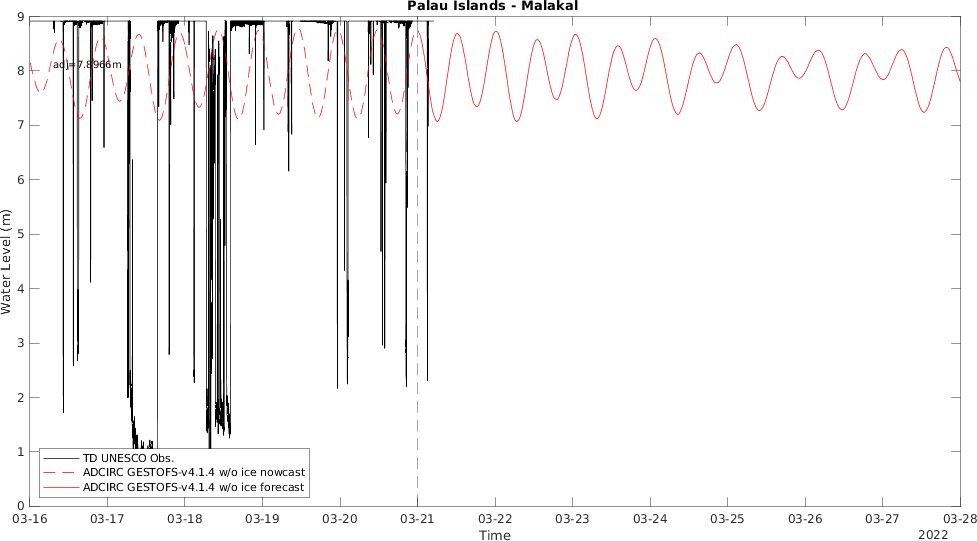 Palau Islands - Malakal
9
8
7
6
5
4
3
2
1
0
Water Level (m)
adj=7.8966m
TD UNESCO Obs.
ADCIRC GESTOFS-v4.1.4 w/o ice nowcast
ADCIRC GESTOFS-v4.1.4 w/o ice forecast
03-16 03-17 03-18 03-19 03-20 03-21 03-22 03-23 03-24 03-25 03-26 03-27 03-28
Time
2022